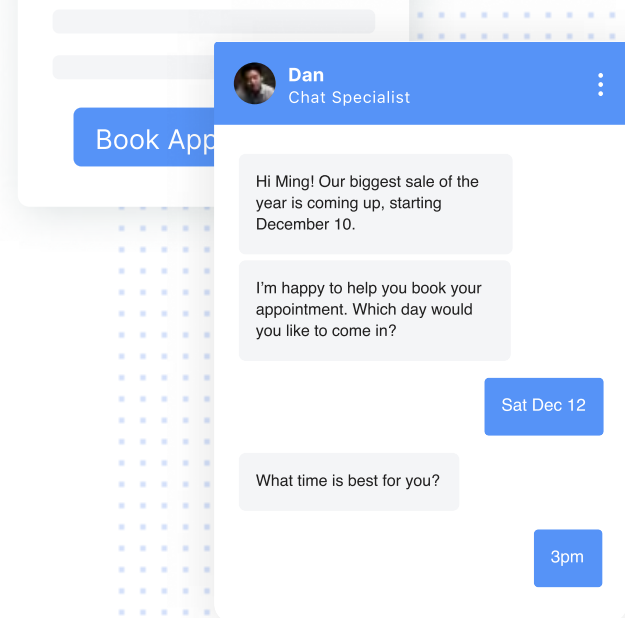 Book App
Dan
Chat Specialist
Hi Ming! Our biggest sale of the
year is coming up, starting
December 10.
I’m happy to help you book your
appointment. Which day would
you like to come in?
Sat Dec 12
What time is best for you?
3pm